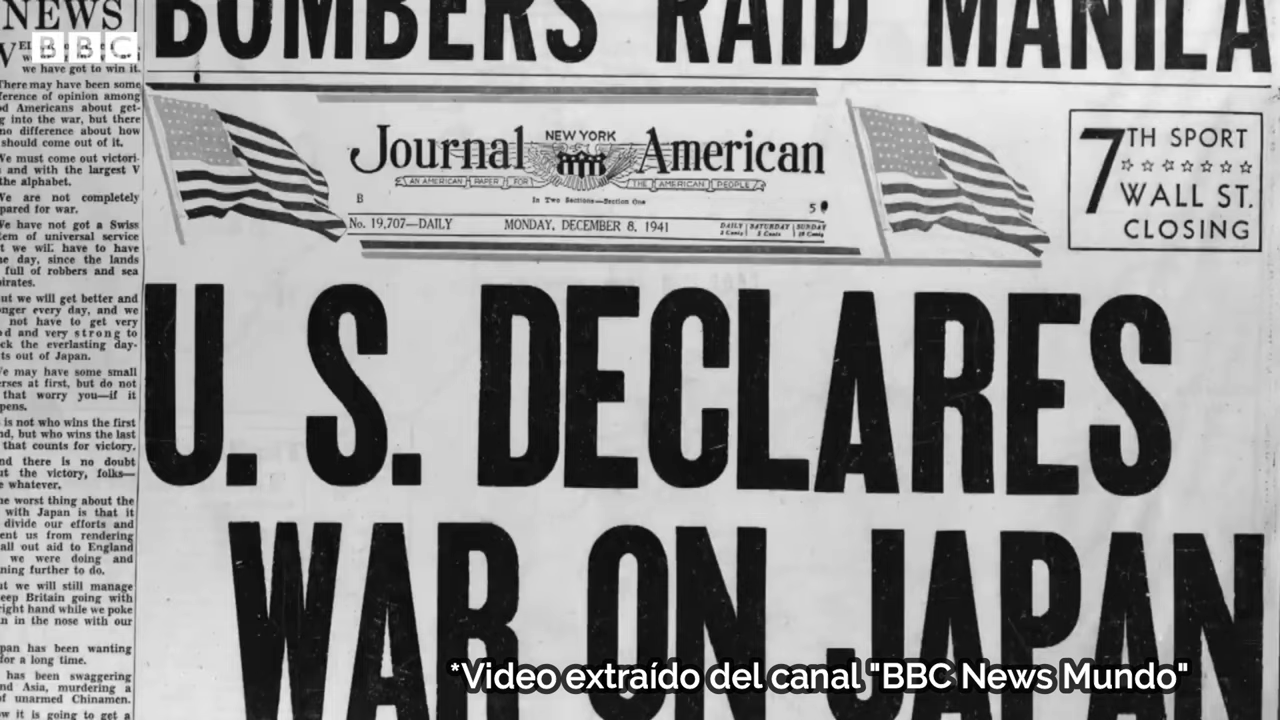 NEWS
BBC
we have got to win it.
There may have been some
ference of opinion among
d Americans about get-
g into the war, but there
no difference about how
should come out of it.
We must come out victori-
and with the largest V
the alphabet.
We are not completely
pared for war.
We have not got a Swiss
tem of universal service
t we will have to have
ne day, since the lands
full of robbers and sea
pirates.
ut we will get better and
onger every day, and we
not have to get very
d and very strong to
ck the everlasting day-
ts out of Japan.
We may have some small
erses at first, but do not
that worry you—if it
pens.
is not who wins the first
nd, but who wins the last
that counts for victory.
nd there is no doubt
ut the victory, folks—
e whatever.
he worst thing about the
with Japan is that it
divide our efforts and
ent us from rendering
all out aid to England
we were doing and
ning further to do.
ut we will still manage
eep Britain going with
right hand while we poke
n in the nose with our
pan has been wanting
for a long time.
has been swaggering
nd Asia, murdering a
of unarmed Chinamen.
w it is going to get a
BOMBERS RAID MANILA
NEW YORK
Journal American
AN AMERICAN PAPER FOR THE AMERICAN PEOPLE
B In Two Sections—Section One 5
No. 19,707—DAILY MONDAY, DECEMBER 8, 1941
DAILY SATURDAY SUNDAY
7TH SPORT
WALL ST.
CLOSING
U. S. DECLARES
WAR ON JAPAN
*Video extraído del canal "BBC News Mundo"